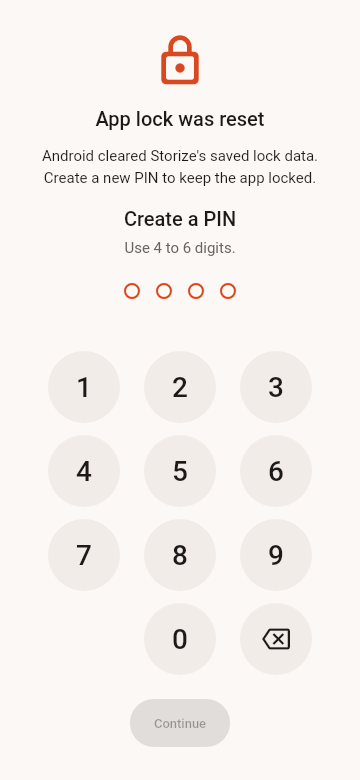 App lock was reset
Android cleared Storize's saved lock data.
Create a new PIN to keep the app locked.
Create a PIN
Use 4 to 6 digits.
1 2 3
4 5 6
7 8 9
0
Continue